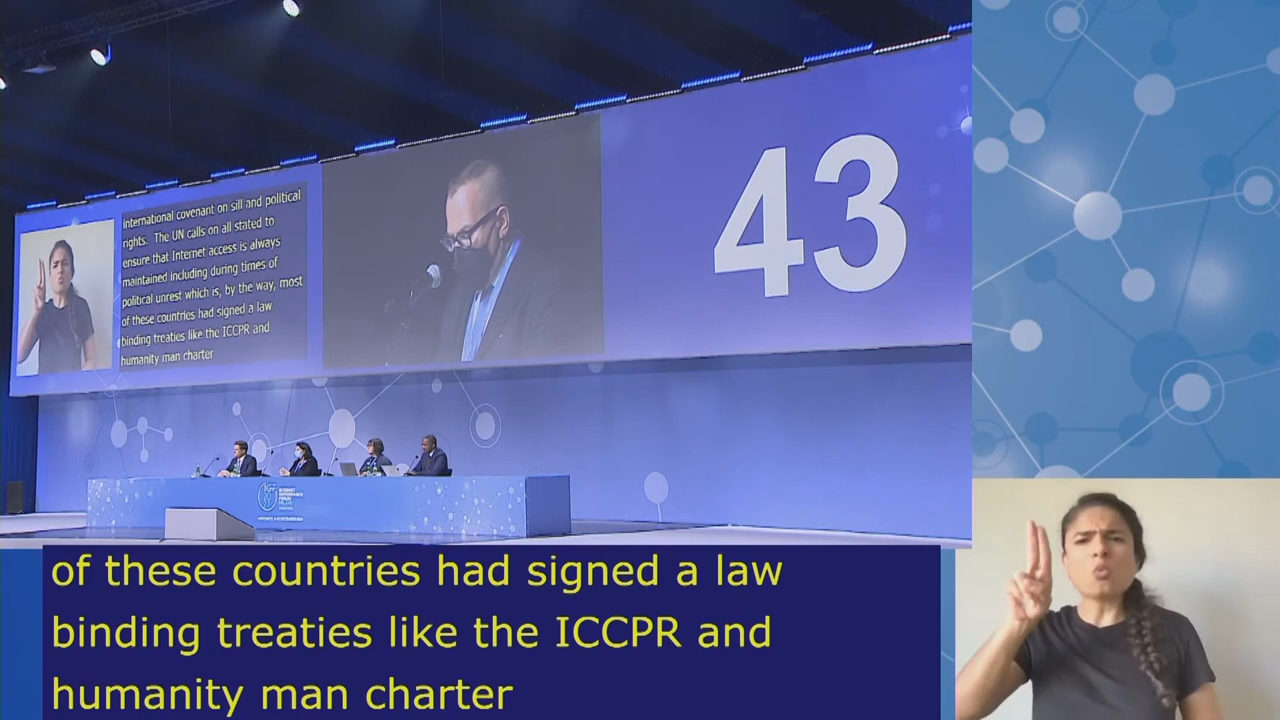 international covenant on sill and political
rights. The UN calls on all stated to
ensure that Internet access is always
maintained including during times of
political unrest which is, by the way, most
of these countries had signed a law
binding treaties like the ICCPR and
humanity man charter
43
INTERNET
GOVERNANCE
FORUM
of these countries had signed a law
binding treaties like the ICCPR and
humanity man charter